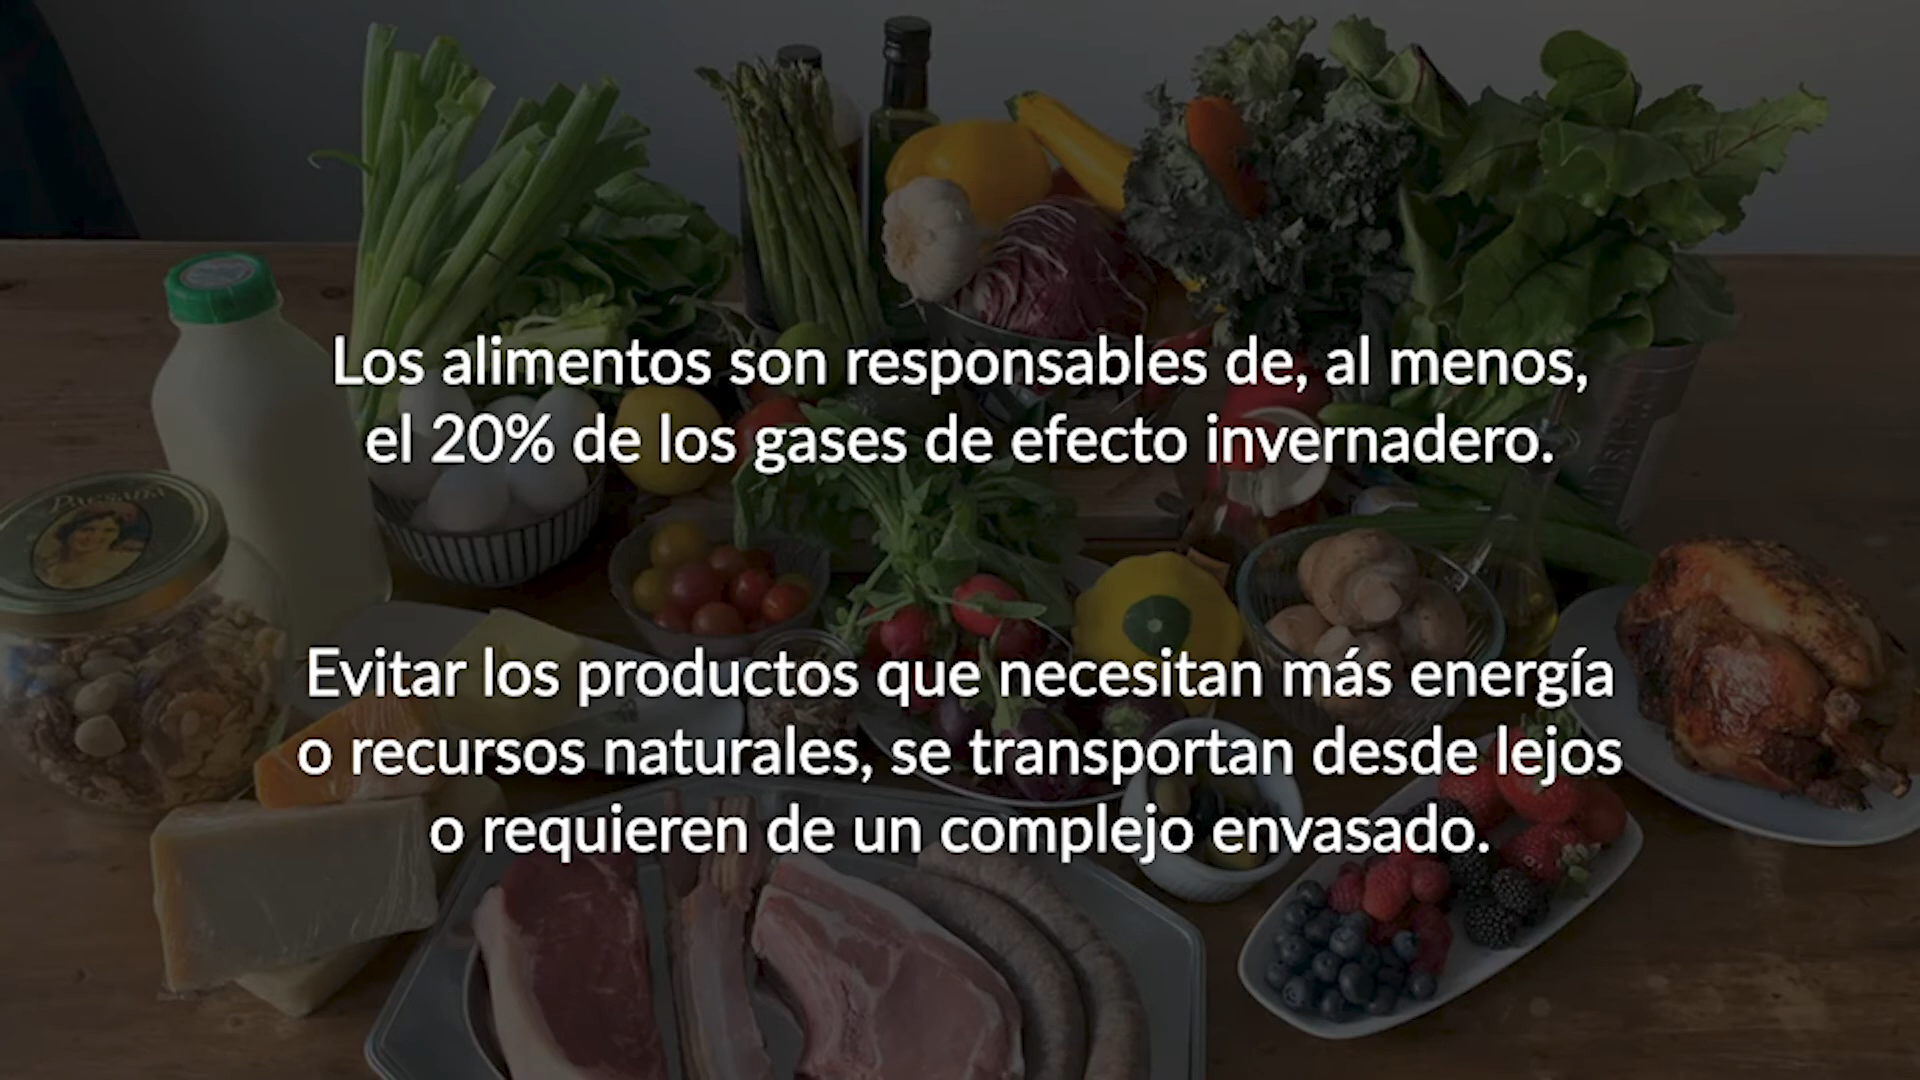 Los alimentos son responsables de, al menos,
el 20% de los gases de efecto invernadero.
Evitar los productos que necesitan más energía
o recursos naturales, se transportan desde lejos
o requieren de un complejo envasado.